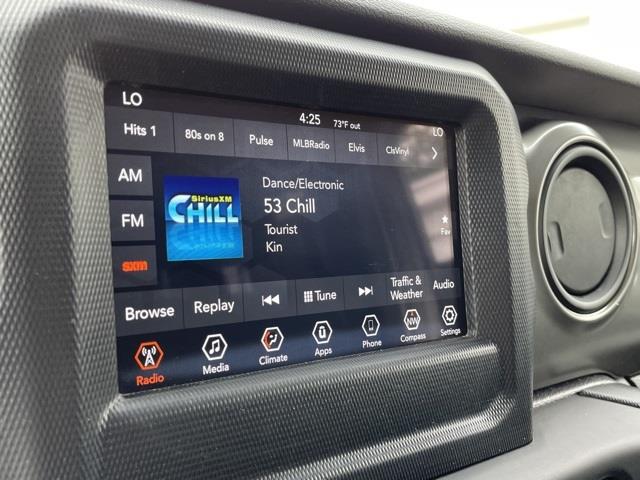 LO
4:25 73°F out
LO
Hits 1 80s on 8 Pulse MLBRadio Elvis ClsVinyl
AM
FM
sxm
SiriusXM
CHILL
Dance/Electronic
53 Chill
Tourist
Kin
Fav
Browse Replay Tune Traffic & Weather Audio
Radio Media Climate Apps Phone NW Compass Settings